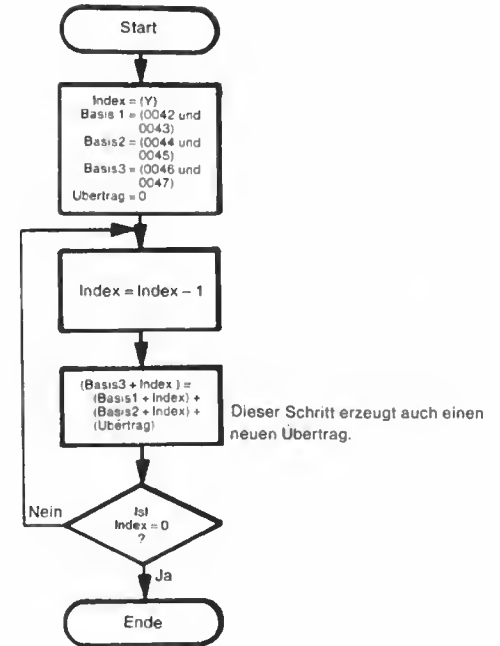 Start
Index = (Y)
Basis 1 = (0042 und
0043)
Basis2 = (0044 und
0045)
Basis3 = (0046 und
0047)
Ubertrag = 0
Index = Index – 1
(Basis3 + Index ) =
(Basis1 + Index) +
(Basis2 + Index) +
(Übertrag)
Dieser Schritt erzeugt auch einen
neuen Übertrag.
Ist
Index = 0
?
Nein
Ja
Ende